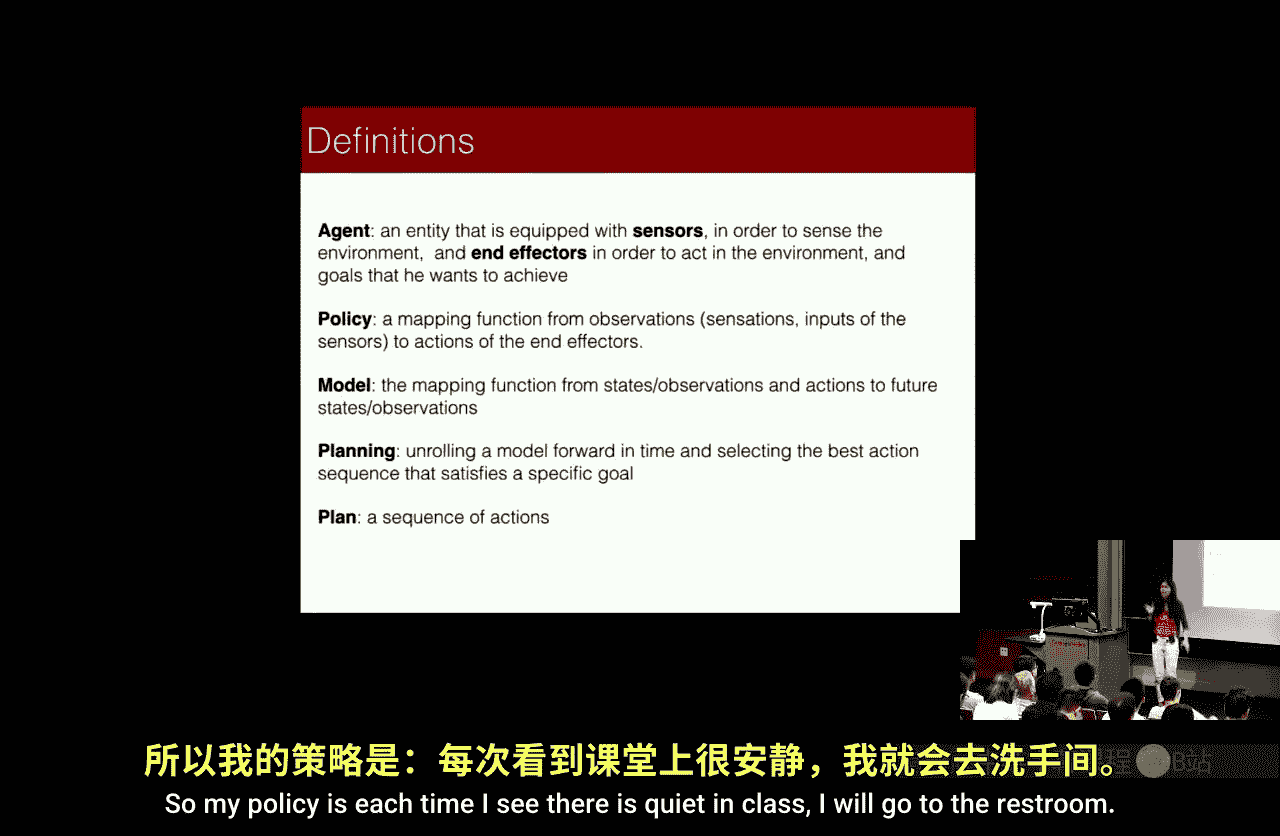 Definitions
Agent: an entity that is equipped with sensors, in order to sense the
environment, and end effectors in order to act in the environment, and
goals that he wants to achieve
Policy: a mapping function from observations (sensations, inputs of the
sensors) to actions of the end effectors.
Model: the mapping function from states/observations and actions to future
states/observations
Planning: unrolling a model forward in time and selecting the best action
sequence that satisfies a specific goal
Plan: a sequence of actions
所以我的策略是：每次看到课堂上很安静，我就会去洗手间。
程 B站
So my policy is each time I see there is quiet in class, I will go to the restroom.